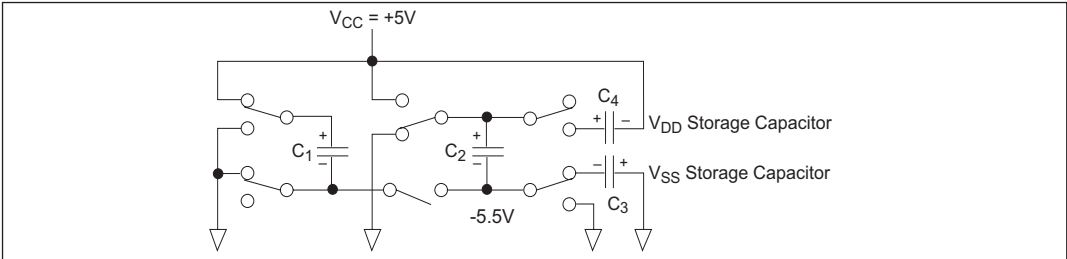 V_CC = +5V
C_4
+ –
V_DD Storage Capacitor
+
C_1
–
+
C_2
–
– +
V_SS Storage Capacitor
C_3
-5.5V